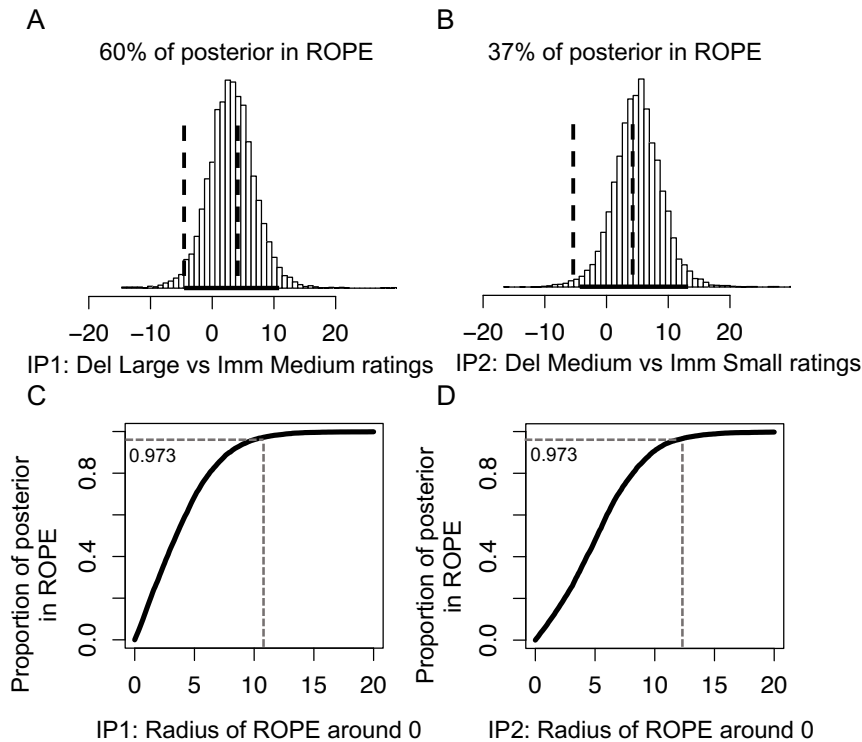 A
60% of posterior in ROPE
−20 −10 0 10 20
IP1: Del Large vs Imm Medium ratings
B
37% of posterior in ROPE
−20 −10 0 10 20
IP2: Del Medium vs Imm Small ratings
C
Proportion of posterior
in ROPE
0.0 0.4 0.8
0.973
0 5 10 15 20
IP1: Radius of ROPE around 0
D
Proportion of posterior
in ROPE
0.0 0.4 0.8
0.973
0 5 10 15 20
IP2: Radius of ROPE around 0